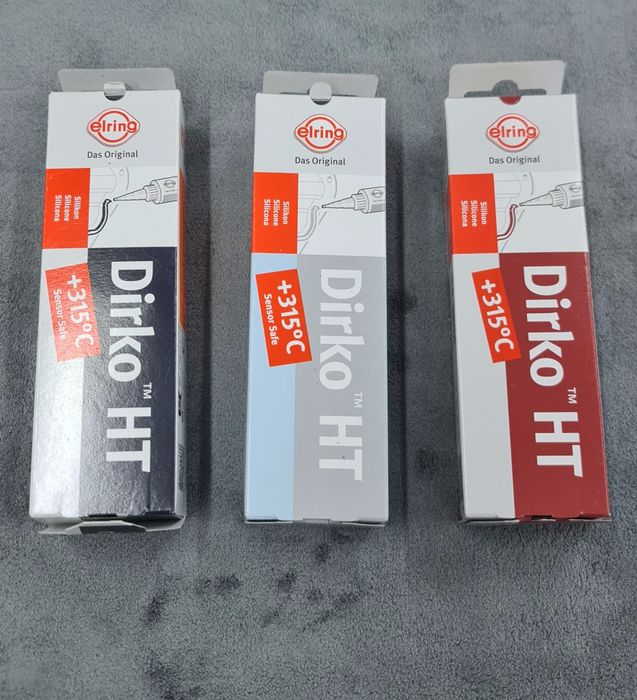 elring
Das Original
Silikon
Silicone
Silicona
+315°C
Sensor Safe
Dirko™ HT
elring
Das Original
Silikon
Silicone
Silicona
+315°C
Sensor Safe
Dirko™ HT
elring
Das Original
Silikon
Silicone
Silicona
+315°C
Dirko™ HT